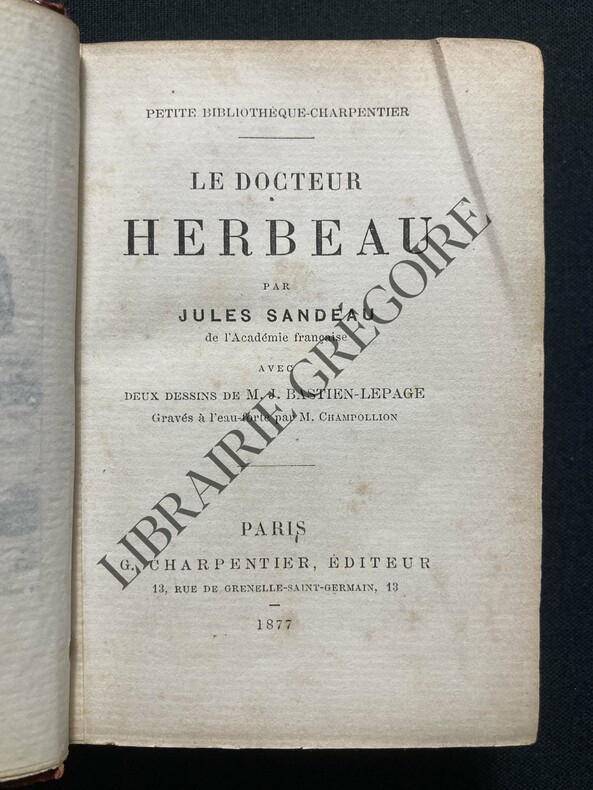 PETITE BIBLIOTHÈQUE-CHARPENTIER
LE DOCTEUR
HERBEAU
PAR
JULES SANDEAU
de l'Académie française
AVEC
DEUX DESSINS DE M. J. BASTIEN-LEPAGE
Gravés à l'eau-forte par M. CHAMPOLLION
PARIS
G. CHARPENTIER, ÉDITEUR
13, RUE DE GRENELLE-SAINT-GERMAIN, 13
1877
LIBRAIRIE GRÉGOIRE